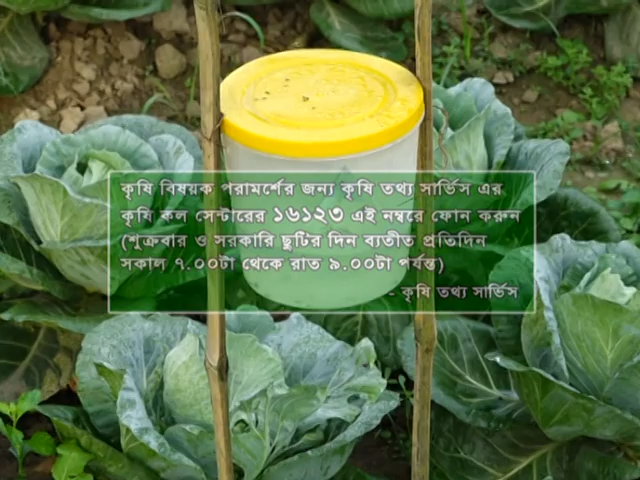 কৃষি বিষয়ক পরামর্শের জন্য কৃষি তথ্য সার্ভিস এর
কৃষি কল সেন্টারের ১৬১২৩ এই নম্বরে ফোন করুন
(শুক্রবার ও সরকারি ছুটির দিন ব্যতীত প্রতিদিন
সকাল ৭.০০টা থেকে রাত ৯.০০টা পর্যন্ত)
- কৃষি তথ্য সার্ভিস